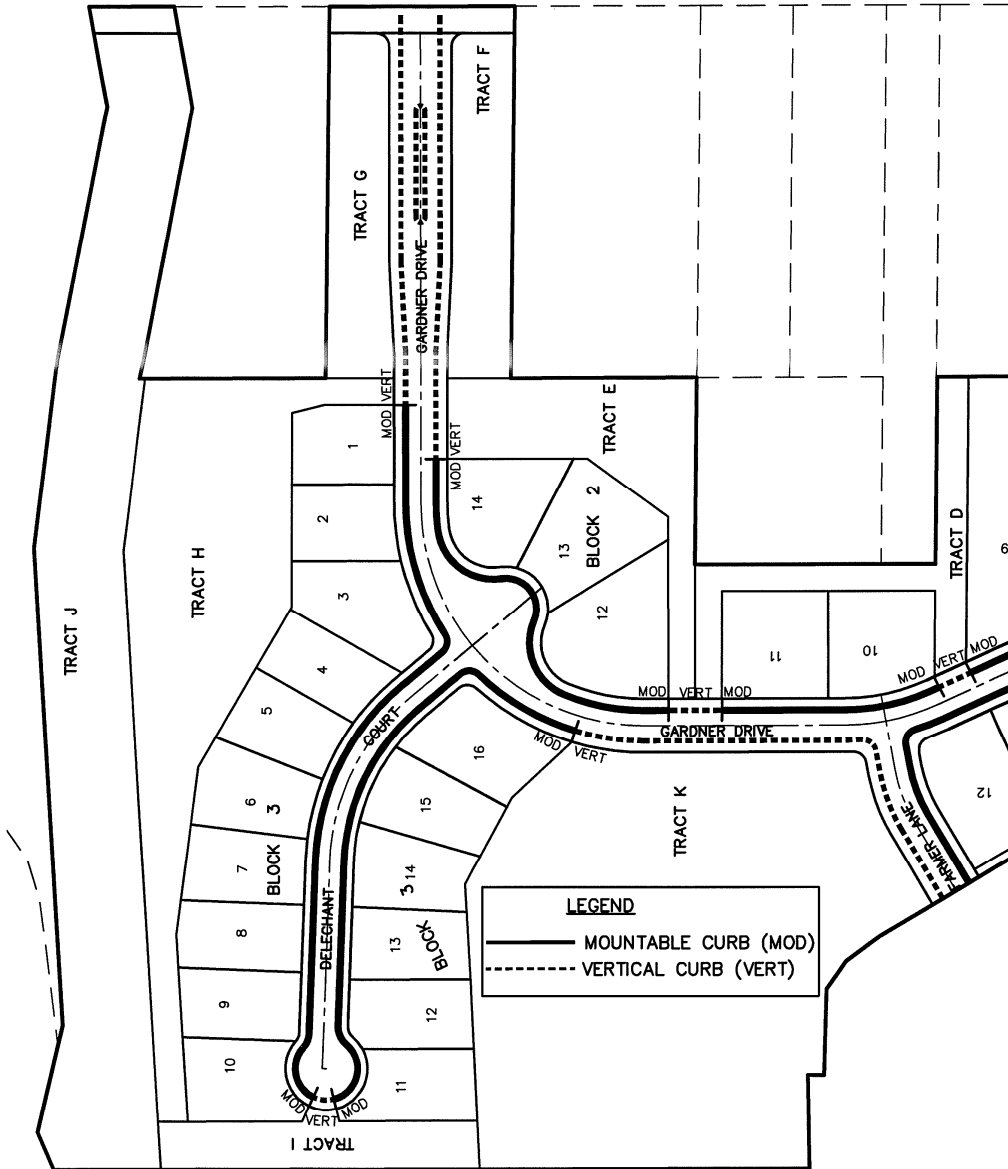 TRACT F
TRACT G
GARDNER DRIVE
MOD VERT
MOD VERT
TRACT E
1
2
3
4
5
6
7
8
9
10
BLOCK 3
TRACT H
TRACT J
14
13
BLOCK 2
12
TRACT D
9
11
10
MOD VERT MOD
MOD VERT MOD
GARDNER DRIVE
MOD VERT
COURT
DELECHANT
16
15
14
13
BLOCK 3
12
11
TRACT K
12
FARMER LANE
LEGEND
MOUNTABLE CURB (MOD)
VERTICAL CURB (VERT)
MOD VERT MOD
TRACT I